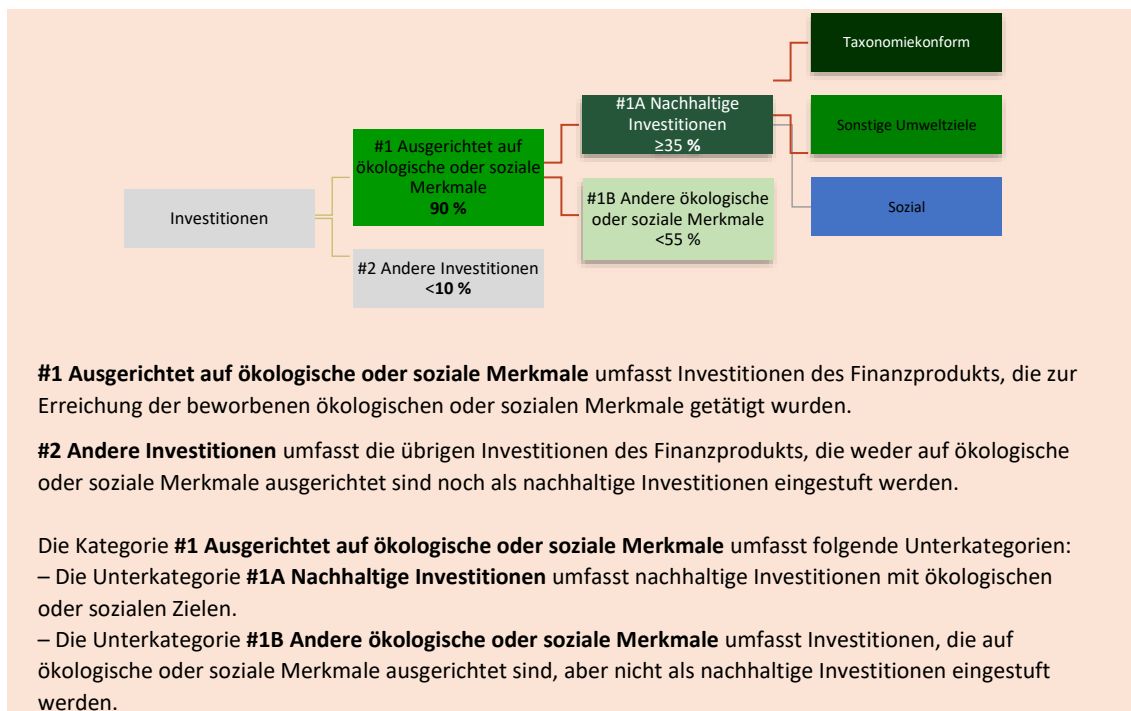 Taxonomiekonform
#1A Nachhaltige
Investitionen
≥35 %
Sonstige Umweltziele
#1 Ausgerichtet auf
ökologische oder soziale
Merkmale
90 %
#1B Andere ökologische
oder soziale Merkmale
<55 %
Sozial
Investitionen
#2 Andere Investitionen
<10 %
#1 Ausgerichtet auf ökologische oder soziale Merkmale umfasst Investitionen des Finanzprodukts, die zur
Erreichung der beworbenen ökologischen oder sozialen Merkmale getätigt wurden.
#2 Andere Investitionen umfasst die übrigen Investitionen des Finanzprodukts, die weder auf ökologische
oder soziale Merkmale ausgerichtet sind noch als nachhaltige Investitionen eingestuft werden.
Die Kategorie #1 Ausgerichtet auf ökologische oder soziale Merkmale umfasst folgende Unterkategorien:
– Die Unterkategorie #1A Nachhaltige Investitionen umfasst nachhaltige Investitionen mit ökologischen
oder sozialen Zielen.
– Die Unterkategorie #1B Andere ökologische oder soziale Merkmale umfasst Investitionen, die auf
ökologische oder soziale Merkmale ausgerichtet sind, aber nicht als nachhaltige Investitionen eingestuft
werden.